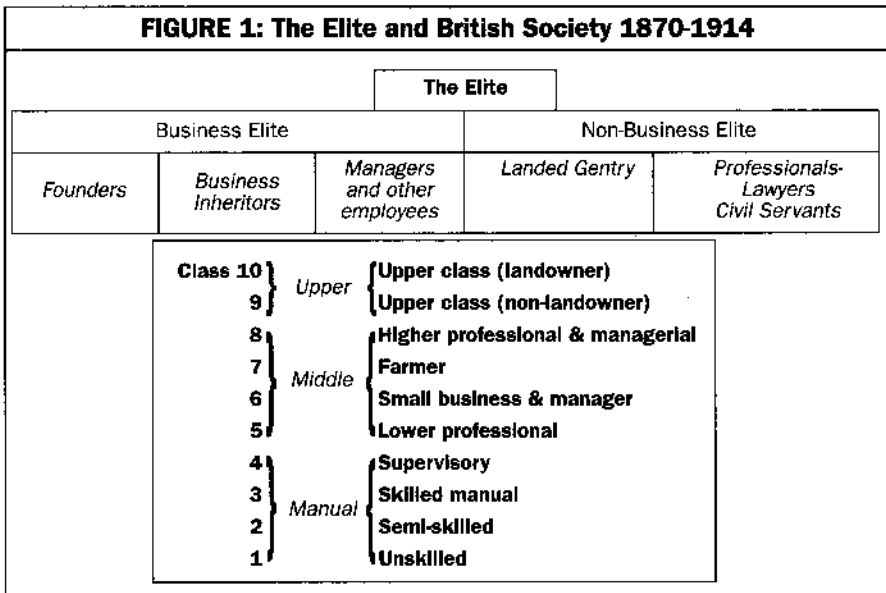 FIGURE 1: The Elite and British Society 1870-1914
The Elite
Business Elite
Non-Business Elite
Founders
Business
Inheritors
Managers
and other
employees
Landed Gentry
Professionals-
Lawyers
Civil Servants
Class 10 Upper Upper class (landowner)
9 Upper class (non-landowner)
8 Higher professional & managerial
7 Middle Farmer
6 Small business & manager
5 Lower professional
4 Supervisory
3 Manual Skilled manual
2 Semi-skilled
1 Unskilled